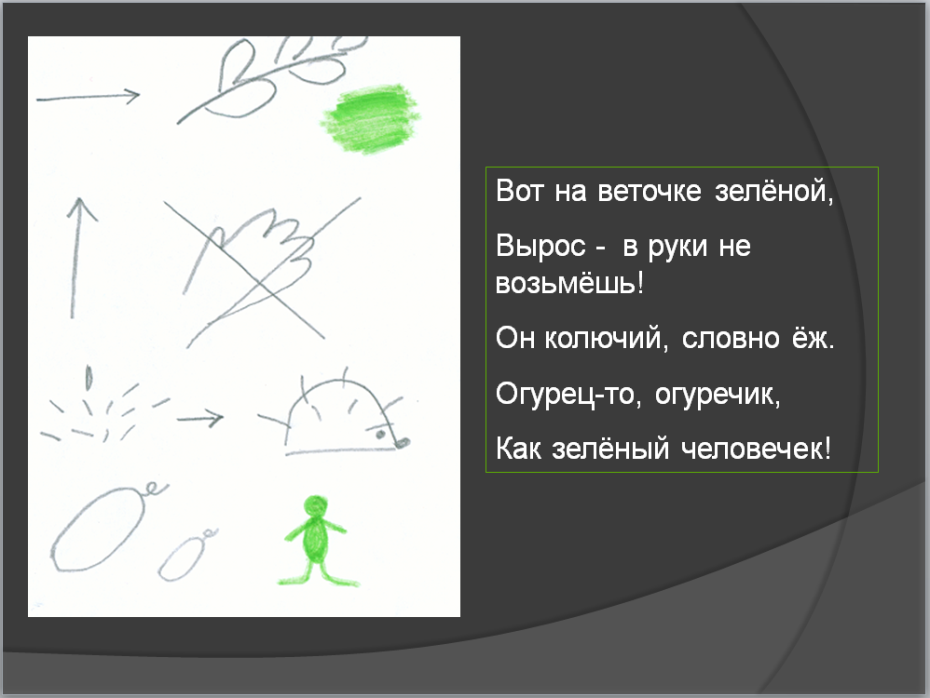 Вот на веточке зелёной,
Вырос - в руки не
возьмёшь!
Он колючий, словно ёж.
Огурец-то, огуречик,
Как зелёный человечек!